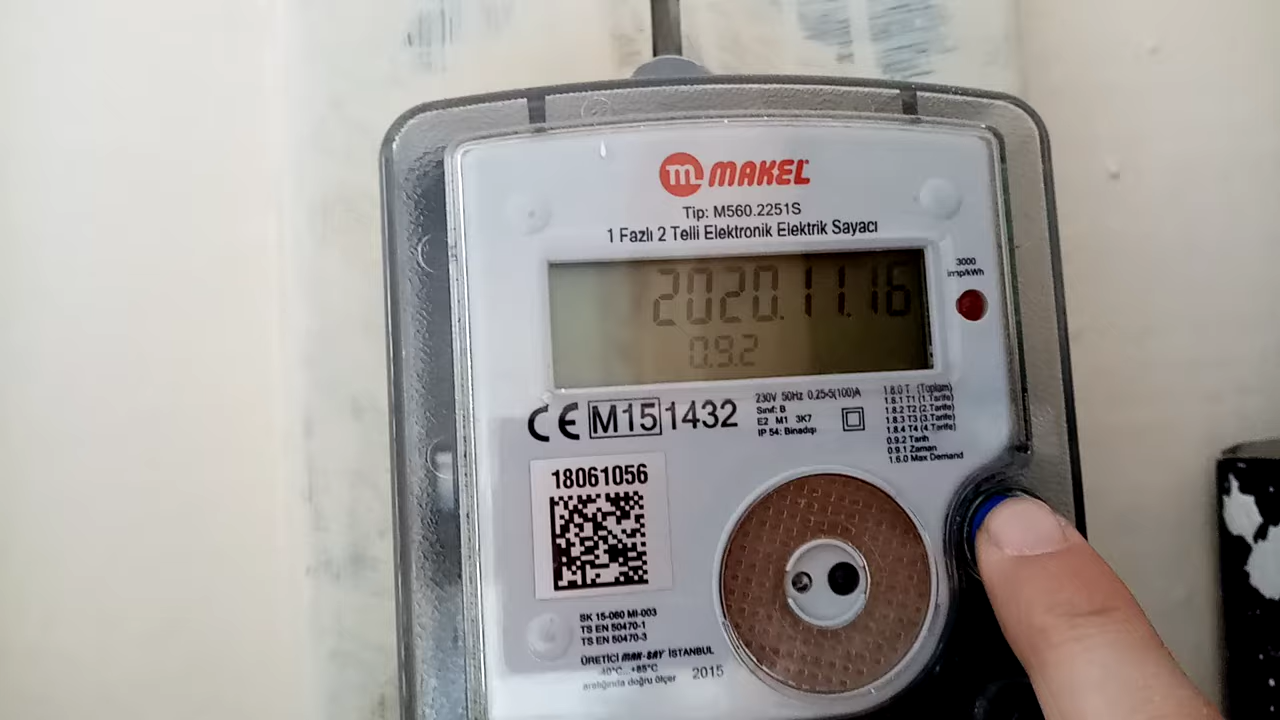 m MAKEL
Tip: M560.2251S
1 Fazlı 2 Telli Elektronik Elektrik Sayacı
3000
imp/kWh
2020.11.16
0.9.2
CE M15 1432
230V 50Hz 0,25-5(100)A
Sınıf: B
E2 M1 3K7
IP 54: Binadışı
1.8.0 T (Toplam)
1.8.1 T1 (1.Tarife)
1.8.2 T2 (2.Tarife)
1.8.3 T3 (3.Tarife)
1.8.4 T4 (4.Tarife)
0.9.2 Tarih
0.9.1 Zaman
1.6.0 Max Demand
18061056
SK 15-060 MI-003
TS EN 50470-1
TS EN 50470-3
ÜRETİCİ MAK-SAY İSTANBUL
-40°C...+85°C
aralığında doğru ölçer
2015